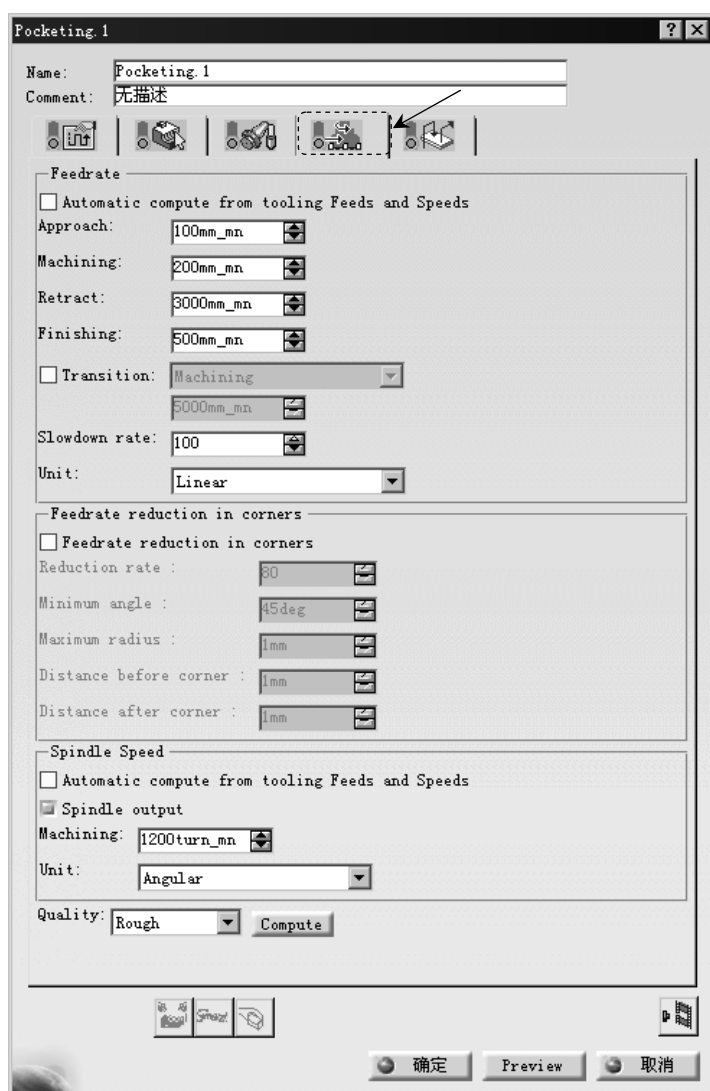 Pocketing.1
Name: Pocketing.1
Comment: 无描述
Feedrate
Automatic compute from tooling Feeds and Speeds
Approach: 100mm_mn
Machining: 200mm_mn
Retract: 3000mm_mn
Finishing: 500mm_mn
Transition: Machining
5000mm_mn
Slowdown rate: 100
Unit: Linear
Feedrate reduction in corners
Feedrate reduction in corners
Reduction rate : 80
Minimum angle : 45deg
Maximum radius : 1mm
Distance before corner : 1mm
Distance after corner : 1mm
Spindle Speed
Automatic compute from tooling Feeds and Speeds
Spindle output
Machining: 1200turn_mn
Unit: Angular
Quality: Rough Compute
确定 Preview 取消